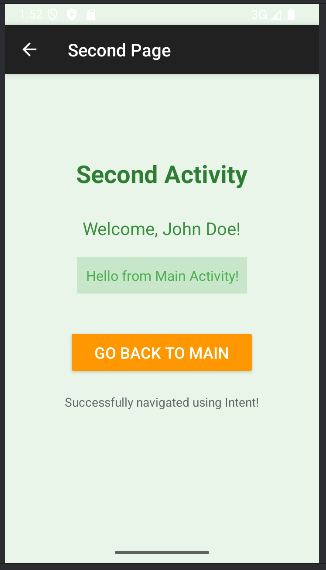 1:52 3G
Second Page
Second Activity
Welcome, John Doe!
Hello from Main Activity!
GO BACK TO MAIN
Successfully navigated using Intent!